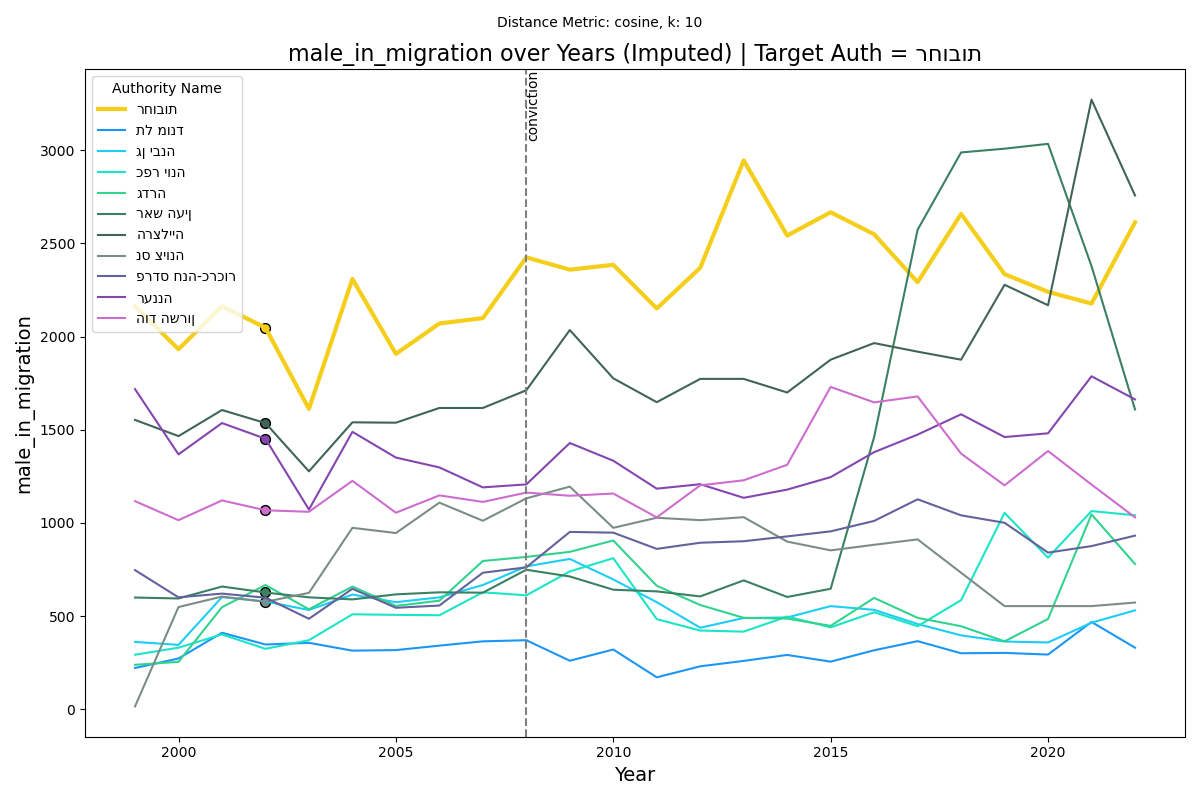 Distance Metric: cosine, k: 10
male_in_migration over Years (Imputed) | Target Auth = רחובות
Authority Name
רחובות
תל מונד
גן יבנה
כפר יונה
גדרה
ראש העין
הרצלייה
נס ציונה
פרדס חנה-כרכור
רעננה
הוד השרון
conviction
male_in_migration
3000
2500
2000
1500
1000
500
0
2000 2005 2010 2015 2020
Year